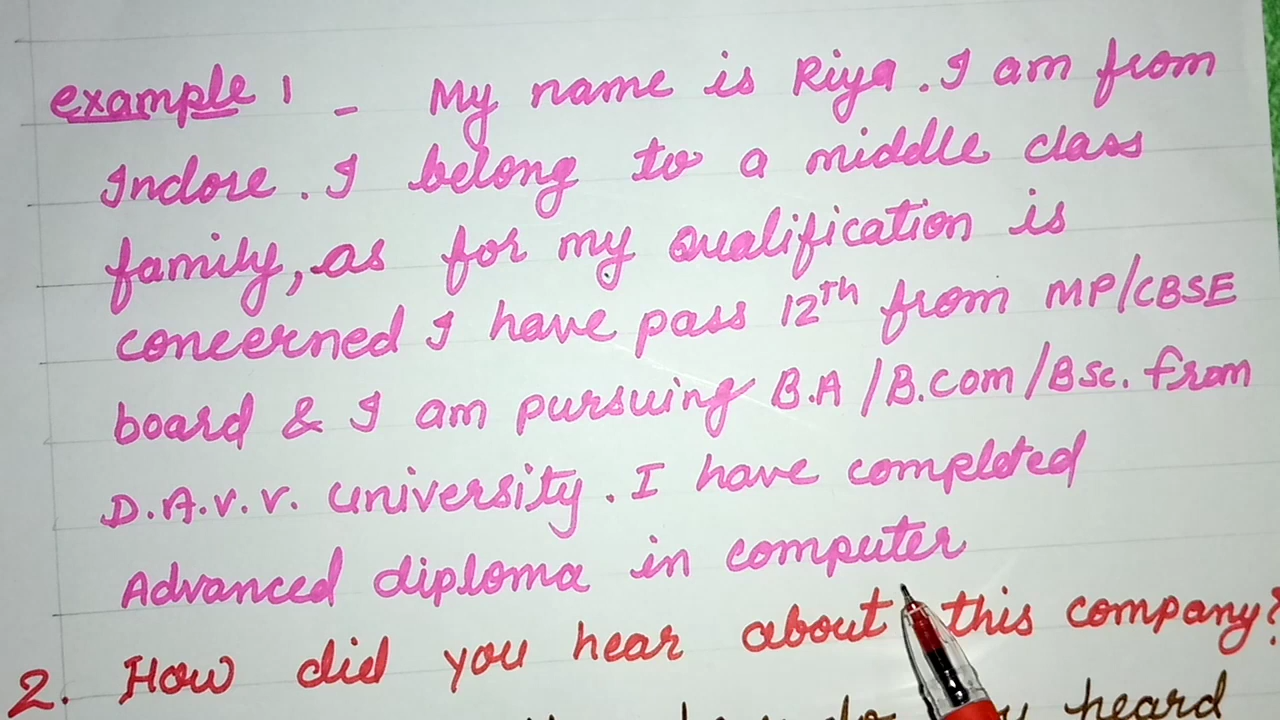 example 1 - My name is Riya. I am from
Indore. I belong to a middle class
family, as for my qualification is
concerned I have pass 12th from MP/CBSE
board & I am pursuing B.A/B.Com/BSc. from
D.A.V.V. University. I have completed
Advanced diploma in computer
2. How did you hear about this company?
heard